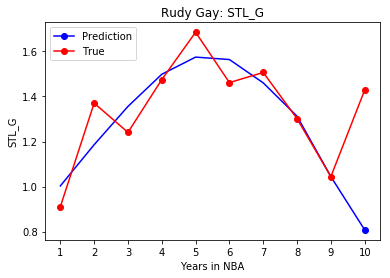 Rudy Gay: STL_G
Prediction
True
1.6
1.4
1.2
1.0
0.8
STL_G
1 2 3 4 5 6 7 8 9 10
Years in NBA